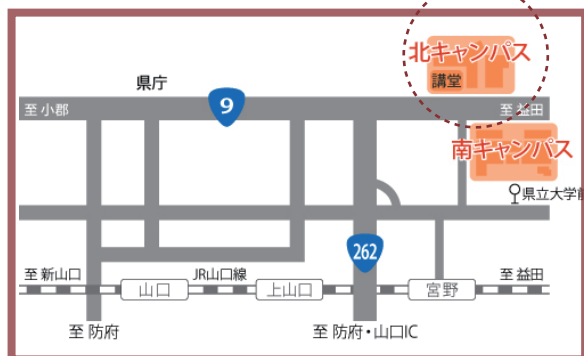 北キャンパス
講堂
県庁
至 小郡
9
至 益田
南キャンパス
県立大学前
262
至 新山口
JR山口線
至 益田
山口
上山口
宮野
至 防府
至 防府・山口IC